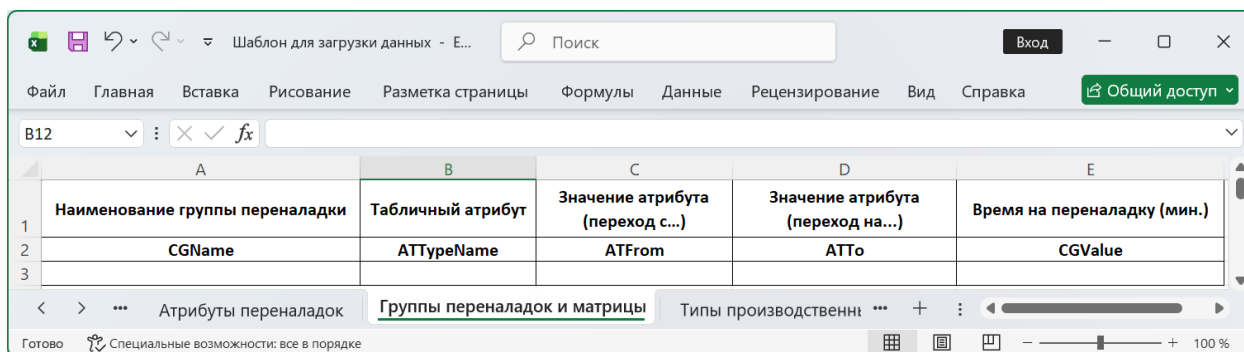 Шаблон для загрузки данных - E... Поиск Вход
Файл Главная Вставка Рисование Разметка страницы Формулы Данные Рецензирование Вид Справка Общий доступ
B12 fx
A B C D E
1 Наименование группы переналадки Табличный атрибут Значение атрибута (переход с...) Значение атрибута (переход на...) Время на переналадку (мин.)
2 CGName ATTypeName ATFrom ATTo CGValue
3
... Атрибуты переналадок Группы переналадок и матрицы Типы производственнь ...
Готово Специальные возможности: все в порядке 100 %